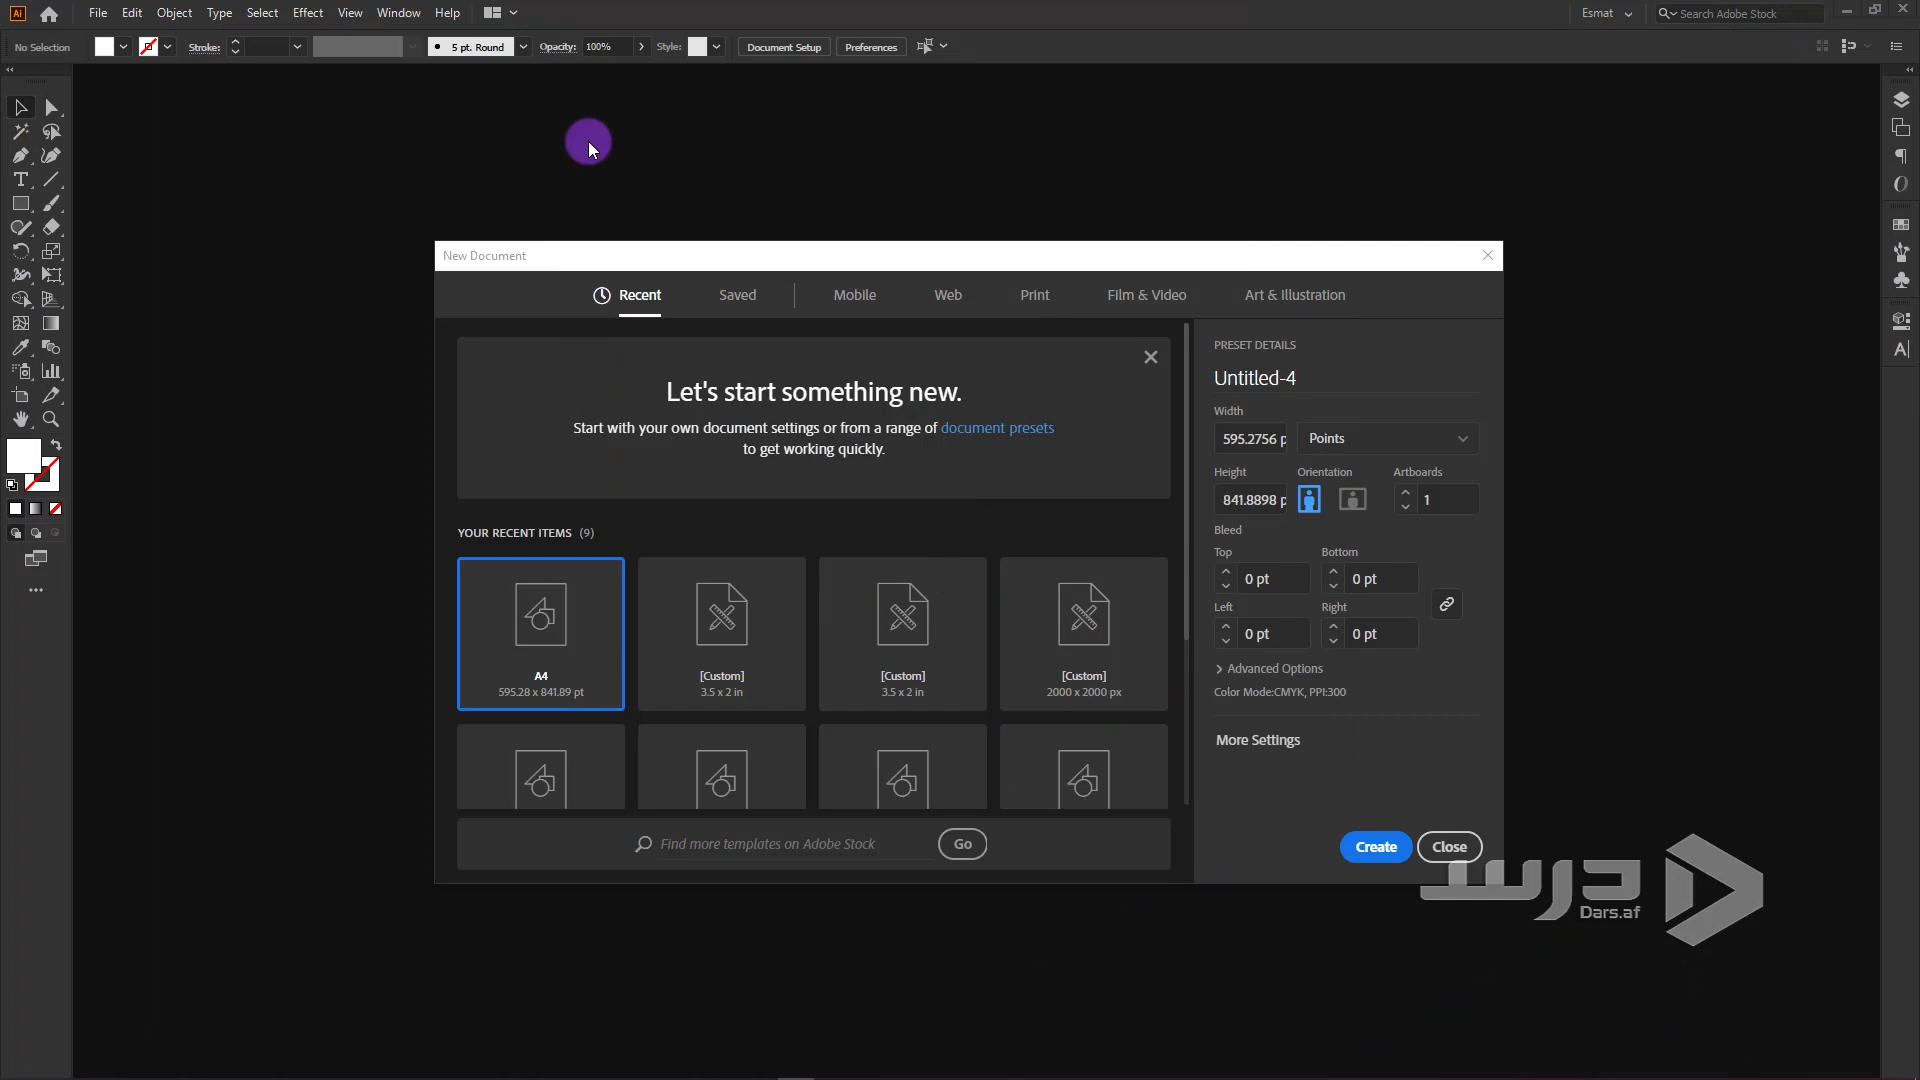 Ai File Edit Object Type Select Effect View Window Help Esmat Search Adobe Stock
No Selection Stroke: 5 pt. Round Opacity: 100% Style: Document Setup Preferences
New Document
Recent Saved Mobile Web Print Film & Video Art & Illustration
Let's start something new.
Start with your own document settings or from a range of document presets
to get working quickly.
YOUR RECENT ITEMS (9)
A4
595.28 x 841.89 pt
[Custom]
3.5 x 2 in
[Custom]
3.5 x 2 in
[Custom]
2000 x 2000 px
Find more templates on Adobe Stock Go
PRESET DETAILS
Untitled-4
Width
595.2756 p Points
Height Orientation Artboards
841.8898 p 1
Bleed
Top Bottom
0 pt 0 pt
Left Right
0 pt 0 pt
Advanced Options
Color Mode:CMYK, PPI:300
More Settings
Create Close
درس
Dars.af